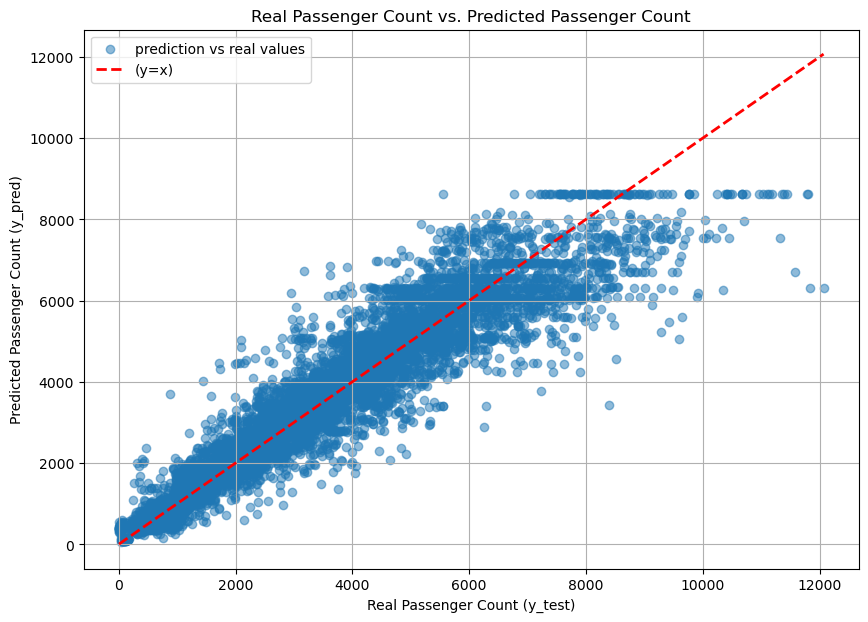 Real Passenger Count vs. Predicted Passenger Count
prediction vs real values
(y=x)
Predicted Passenger Count (y_pred)
12000
10000
8000
6000
4000
2000
0
0 2000 4000 6000 8000 10000 12000
Real Passenger Count (y_test)